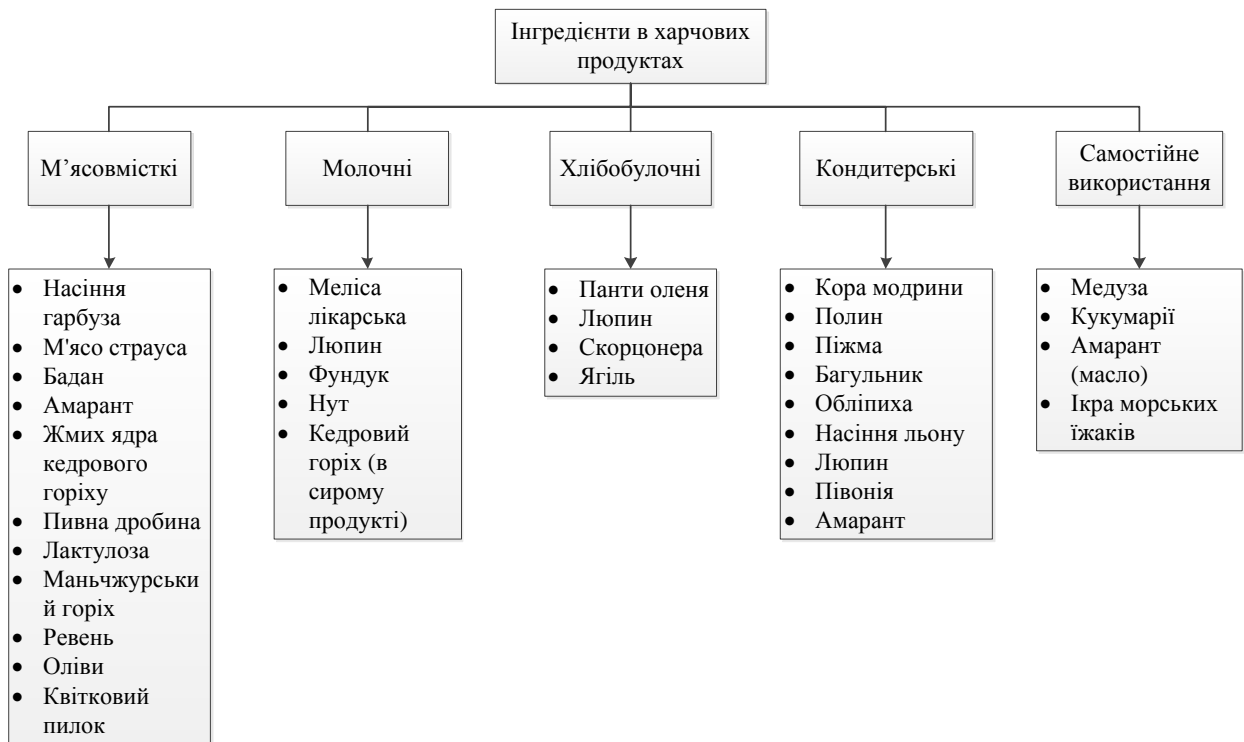 Інгредієнти в харчових
продуктах
М’ясовмісткі
Молочні
Хлібобулочні
Кондитерські
Самостійне
використання
• Насіння
гарбуза
• М'ясо страуса
• Бадан
• Амарант
• Жмих ядра
кедрового
горіху
• Пивна дробина
• Лактулоза
• Маньчжурськи
й горіх
• Ревень
• Оліви
• Квітковий
пилок
• Меліса
лікарська
• Люпин
• Фундук
• Нут
• Кедровий
горіх (в
сирому
продукті)
• Панти оленя
• Люпин
• Скорцонера
• Ягіль
• Кора модрини
• Полин
• Піжма
• Багульник
• Обліпиха
• Насіння льону
• Люпин
• Півонія
• Амарант
• Медуза
• Кукумарії
• Амарант
(масло)
• Ікра морських
їжаків